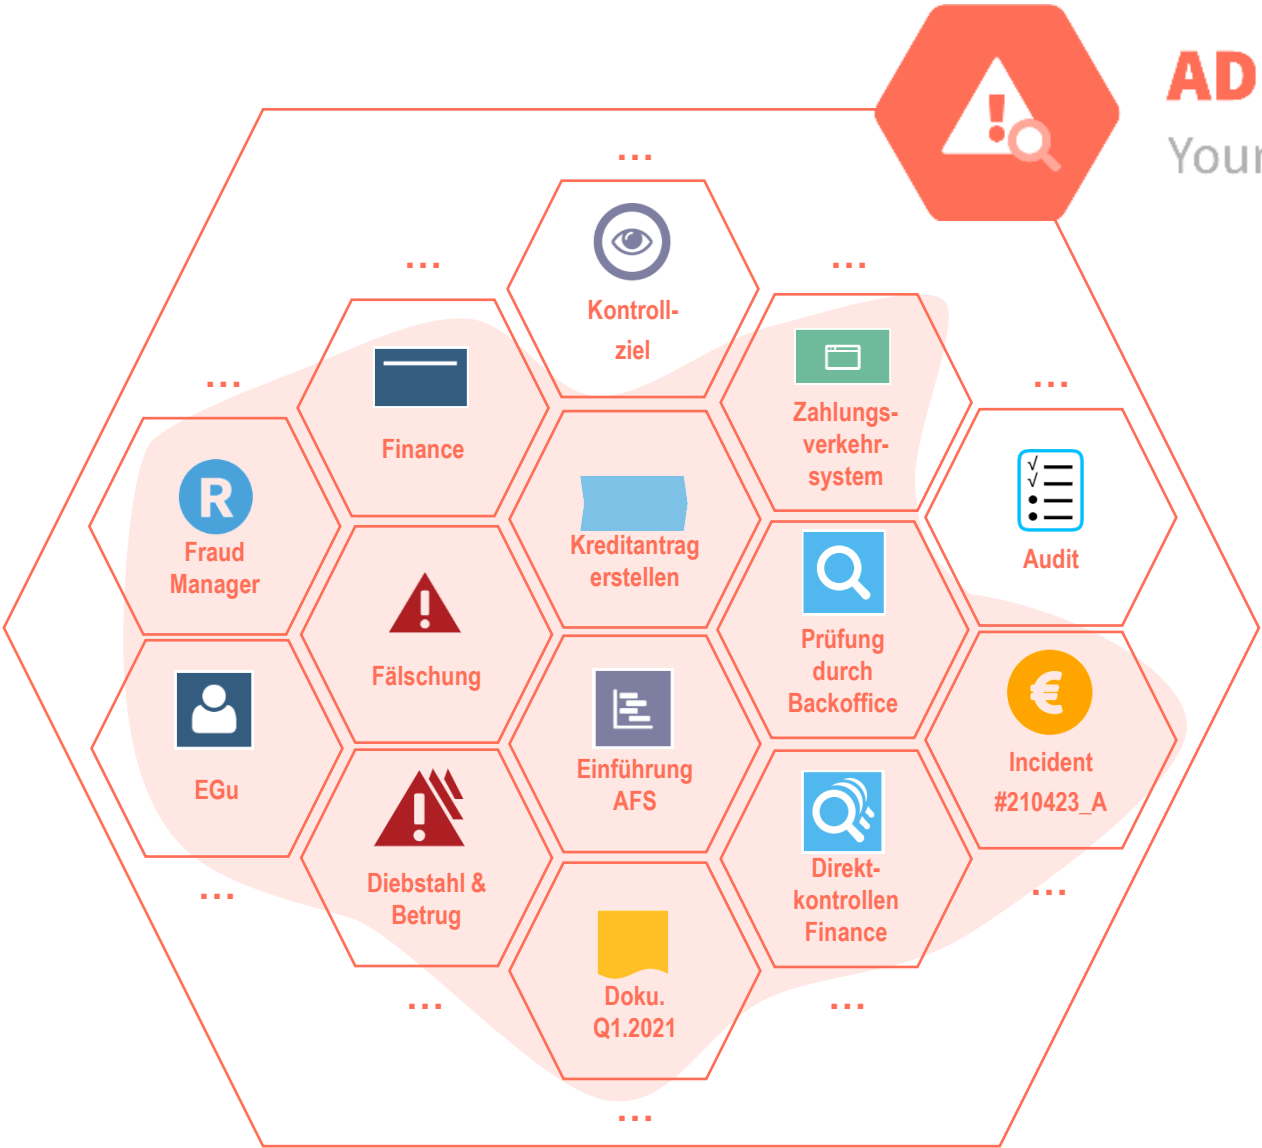 AD
Your
...
Kontroll-
ziel
...
Finance
...
Zahlungs-
verkehr-
system
...
R
Fraud
Manager
Kreditantrag
erstellen
...
√
√
Audit
Fälschung
Prüfung
durch
Backoffice
EGu
Einführung
AFS
€
Incident
#210423_A
Diebstahl &
Betrug
Direkt-
kontrollen
Finance
...
...
Doku.
Q1.2021
...
...
...